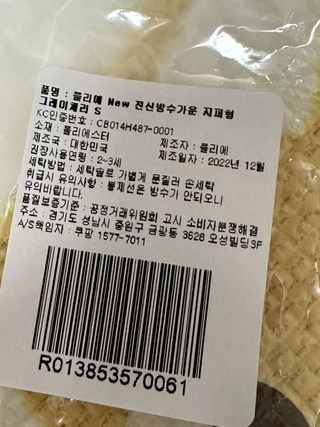 품명 : 플리에 New 전신방수가운 지퍼형
그레이체리 S
KC인증번호 : CB014H487-0001
소재 : 폴리에스터
제조자 : 플리에
제조국 : 대한민국
제조일자 : 2022년 12월
권장사용연령 : 2~3세
세탁방법 : 세탁솔로 가볍게 문질러 손세탁
취급시 유의사항 : 봉제선은 방수가 안되오니
유의바랍니다.
품질보증기준 : 공정거래위원회 고시 소비자분쟁해결
주소 : 경기도 성남시 중원구 금광동 3628 오성빌딩3F
A/S책임자 : 쿠팡 1577-7011
R013853570061